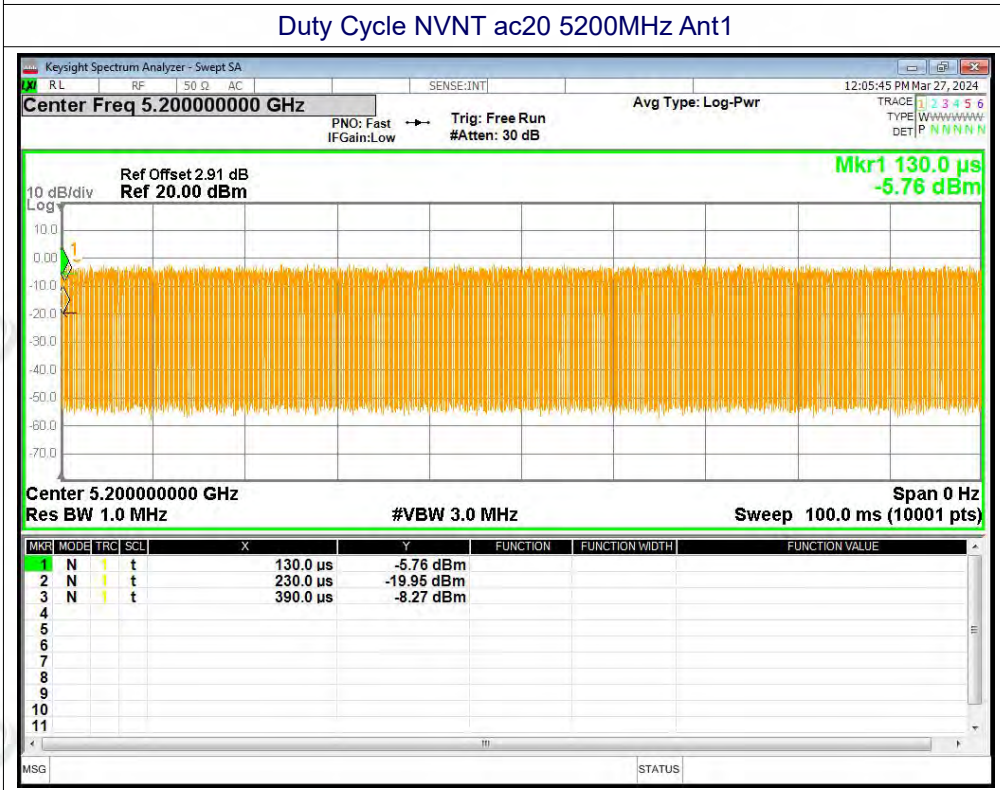 Duty Cycle NVNT ac20 5200MHz Ant1
Keysight Spectrum Analyzer - Swept SA
LXI RL RF 50 Ω AC SENSE:INT 12:05:45 PM Mar 27, 2024
Center Freq 5.200000000 GHz Avg Type: Log-Pwr TRACE 1 2 3 4 5 6
PNO: Fast Trig: Free Run TYPE WWWWWW
IFGain:Low #Atten: 30 dB DET P N N N N N
Mkr1 130.0 µs
Ref Offset 2.91 dB
10 dB/div Ref 20.00 dBm -5.76 dBm
Log
10.0
0.00
1
-10.0
-20.0
-30.0
-40.0
-50.0
-60.0
-70.0
Center 5.200000000 GHz Span 0 Hz
Res BW 1.0 MHz #VBW 3.0 MHz Sweep 100.0 ms (10001 pts)
MKR MODE TRC SCL X Y FUNCTION FUNCTION WIDTH FUNCTION VALUE
1 N 1 t 130.0 µs -5.76 dBm
2 N 1 t 230.0 µs -19.95 dBm
3 N 1 t 390.0 µs -8.27 dBm
4
5
6
7
8
9
10
11
MSG STATUS